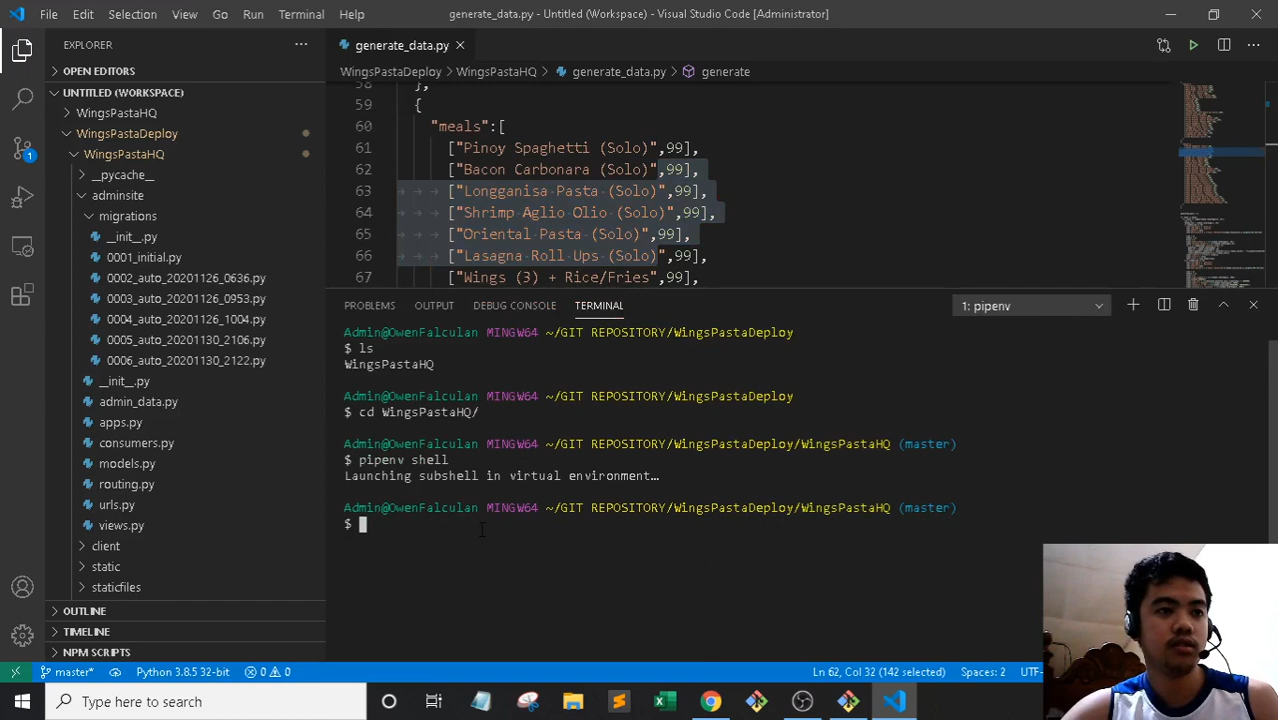 File Edit Selection View Go Run Terminal Help generate_data.py - Untitled (Workspace) - Visual Studio Code [Administrator]
EXPLORER
OPEN EDITORS
UNTITLED (WORKSPACE)
WingsPastaHQ
WingsPastaDeploy
WingsPastaHQ
__pycache__
adminsite
migrations
__init__.py
0001_initial.py
0002_auto_20201126_0636.py
0003_auto_20201126_0953.py
0004_auto_20201126_1004.py
0005_auto_20201130_2106.py
0006_auto_20201130_2122.py
__init__.py
admin_data.py
apps.py
consumers.py
models.py
routing.py
urls.py
views.py
client
static
staticfiles
OUTLINE
TIMELINE
NPM SCRIPTS
1
generate_data.py
WingsPastaDeploy > WingsPastaHQ > generate_data.py > generate
58 },
59 {
60 "meals":[
61 ["Pinoy Spaghetti (Solo)",99],
62 ["Bacon Carbonara (Solo)",99],
63 ["Longganisa Pasta (Solo)",99],
64 ["Shrimp Aglio Olio (Solo)",99],
65 ["Oriental Pasta (Solo)",99],
66 ["Lasagna Roll Ups (Solo)",99],
67 ["Wings (3) + Rice/Fries",99],
PROBLEMS OUTPUT DEBUG CONSOLE TERMINAL 1: pipenv
Admin@OwenFalculan MINGW64 ~/GIT REPOSITORY/WingsPastaDeploy
$ ls
WingsPastaHQ
Admin@OwenFalculan MINGW64 ~/GIT REPOSITORY/WingsPastaDeploy
$ cd WingsPastaHQ/
Admin@OwenFalculan MINGW64 ~/GIT REPOSITORY/WingsPastaDeploy/WingsPastaHQ (master)
$ pipenv shell
Launching subshell in virtual environment…
Admin@OwenFalculan MINGW64 ~/GIT REPOSITORY/WingsPastaDeploy/WingsPastaHQ (master)
$
master* Python 3.8.5 32-bit 0 0 Ln 62, Col 32 (142 selected) Spaces: 2 UTF-
Type here to search